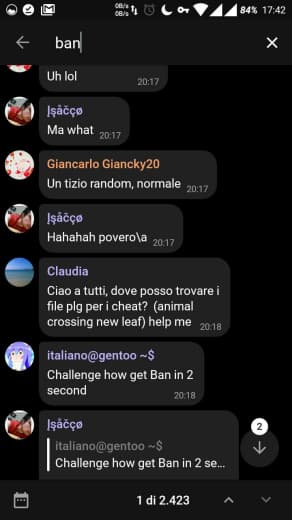 0B/s
0B/s
84% 17:42
ban
Uh lol
20:17
Įşåčçø
Ma what 20:17
Giancarlo Giancky20
Un tizio random, normale 20:17
Įşåčçø
Hahahah povero\a 20:17
Claudia
Ciao a tutti, dove posso trovare i
file plg per i cheat? (animal
crossing new leaf) help me 20:18
italiano@gentoo ~$
Challenge how get Ban in 2
second
20:18
Įşåčçø
italiano@gentoo ~$
Challenge how get Ban in 2 se...
2
1 di 2.423